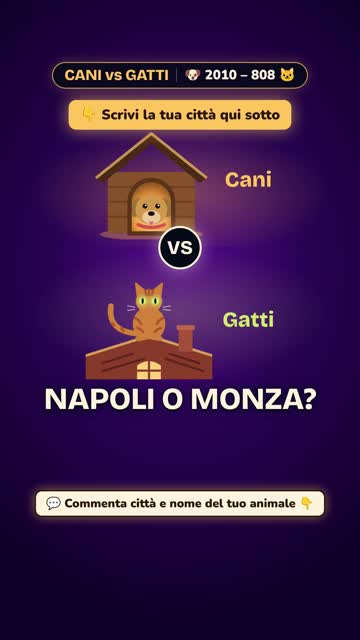 CANI vs GATTI | 🐶 2010 – 808 🐱
👇 Scrivi la tua città qui sotto
Cani
VS
Gatti
NAPOLI O MONZA?
💬 Commenta città e nome del tuo animale 👇